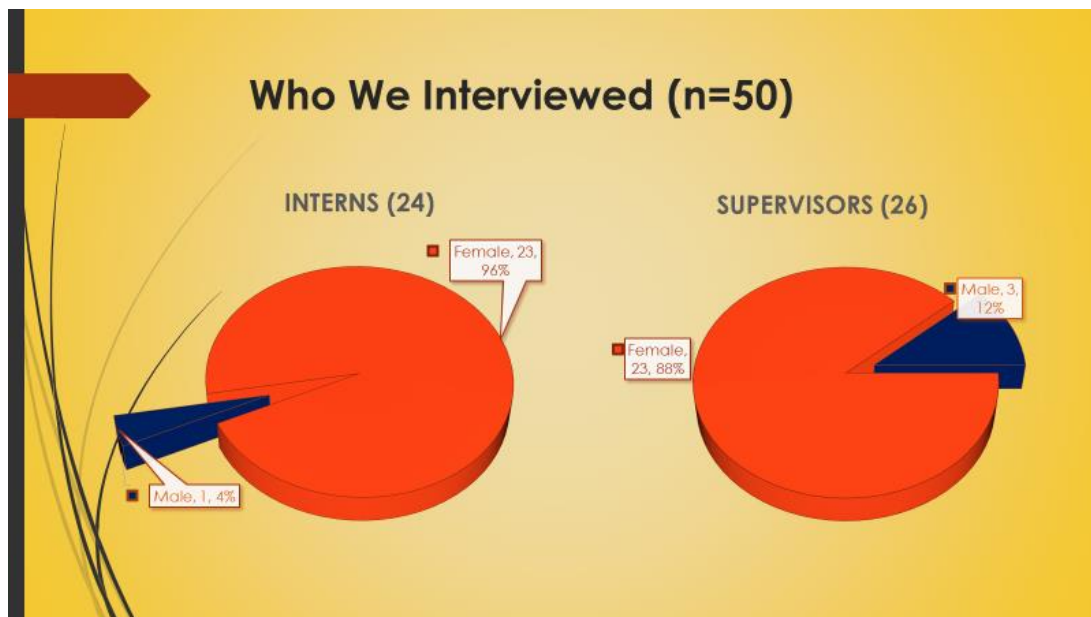 Who We Interviewed (n=50)
INTERNS (24)
Female, 23,
96%
Male, 1, 4%
SUPERVISORS (26)
Male, 3,
12%
Female,
23, 88%